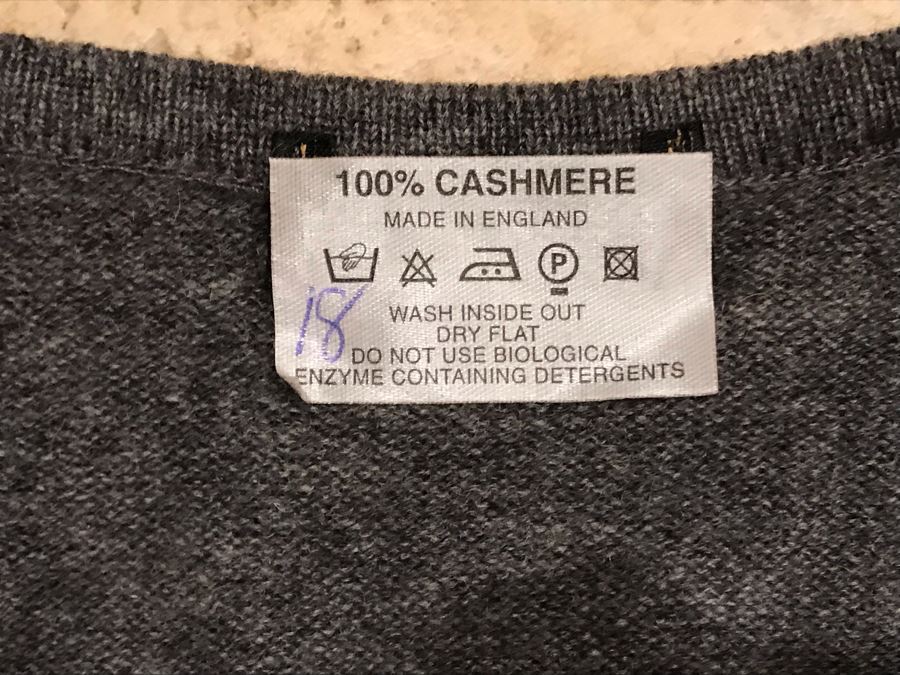 100% CASHMERE
MADE IN ENGLAND
P
18
WASH INSIDE OUT
DRY FLAT
DO NOT USE BIOLOGICAL
ENZYME CONTAINING DETERGENTS